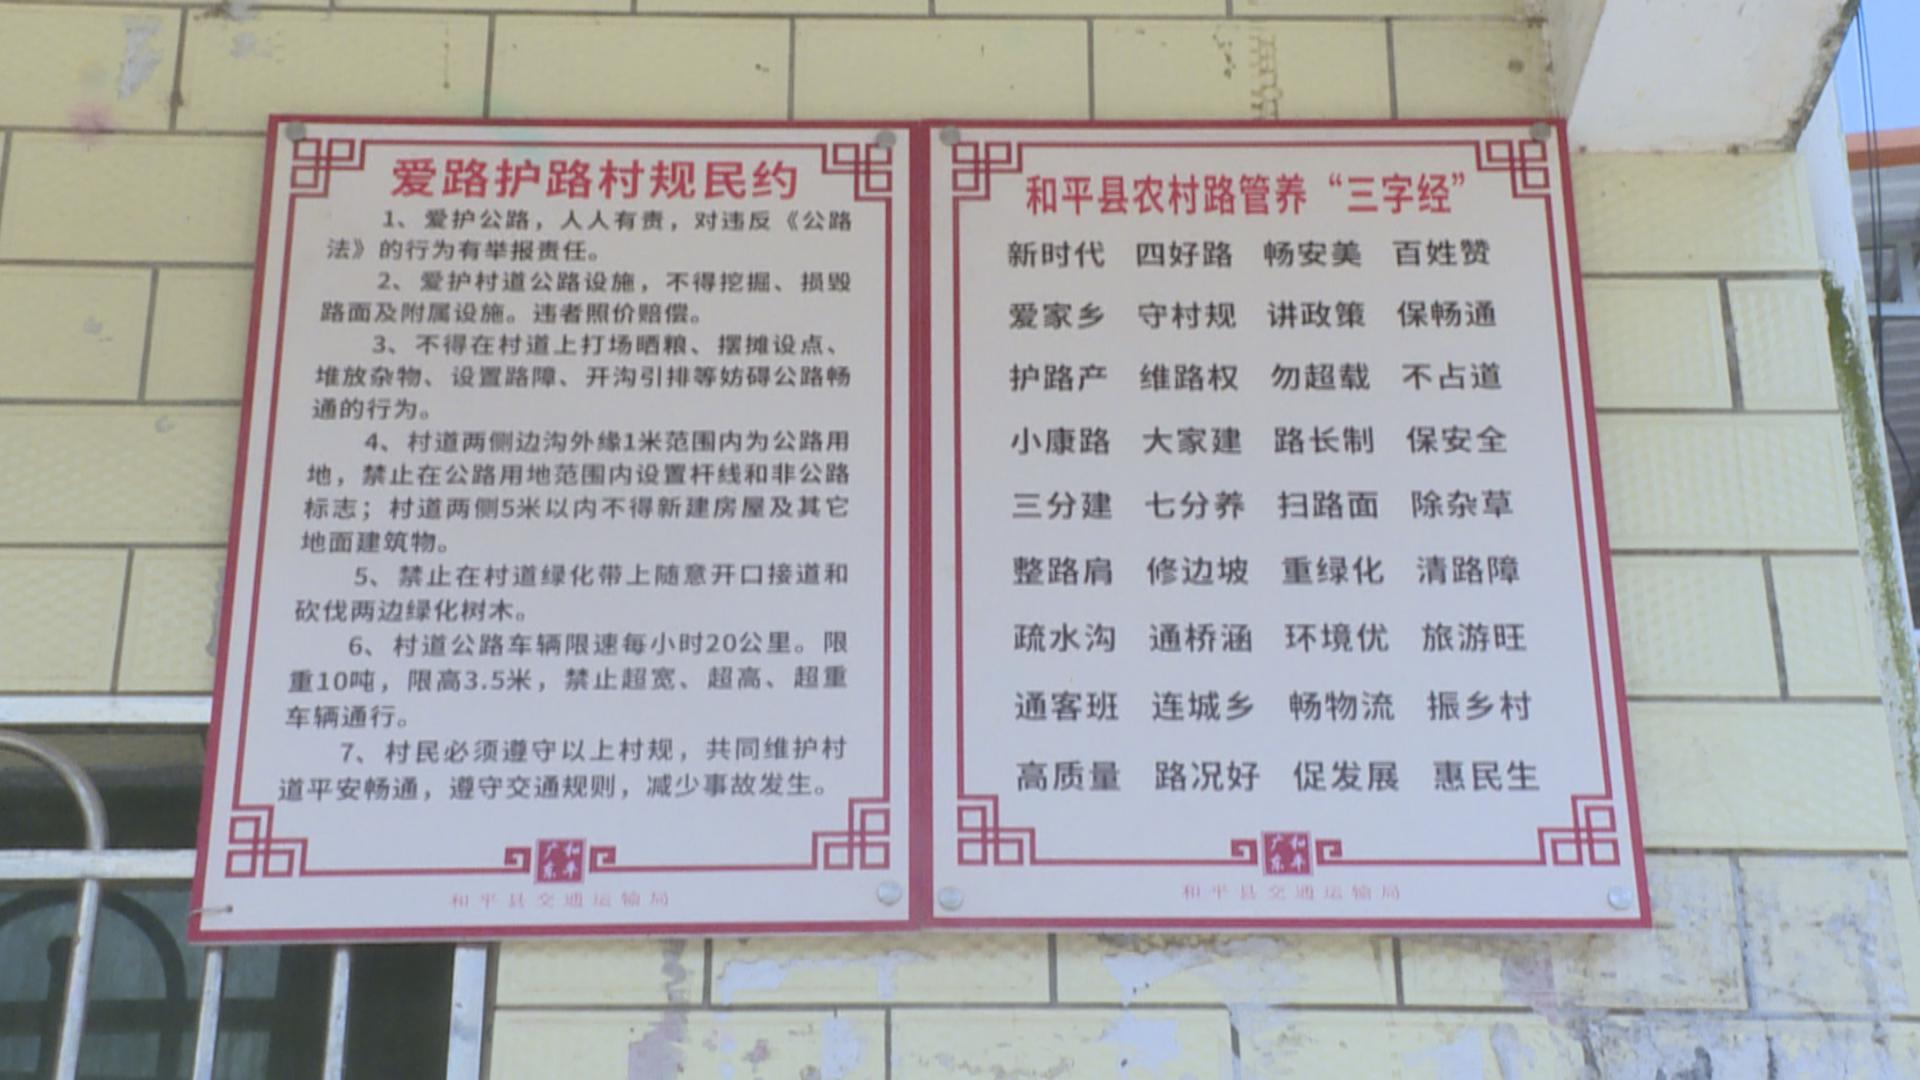 爱路护路村规民约
1、爱护公路，人人有责，对违反《公路
法》的行为有举报责任。
2、爱护村道公路设施，不得挖掘、损毁
路面及附属设施。违者照价赔偿。
3、不得在村道上打场晒粮、摆摊设点、
堆放杂物、设置路障、开沟引排等妨碍公路畅
通的行为。
4、村道两侧边沟外缘1米范围内为公路用
地，禁止在公路用地范围内设置杆线和非公路
标志；村道两侧5米以内不得新建房屋及其它
地面建筑物。
5、禁止在村道绿化带上随意开口接道和
砍伐两边绿化树木。
6、村道公路车辆限速每小时20公里。限
重10吨，限高3.5米，禁止超宽、超高、超重
车辆通行。
7、村民必须遵守以上村规，共同维护村
道平安畅通，遵守交通规则，减少事故发生。
广东和平
和平县交通运输局
和平县农村路管养“三字经”
新时代 四好路 畅安美 百姓赞
爱家乡 守村规 讲政策 保畅通
护路产 维路权 勿超载 不占道
小康路 大家建 路长制 保安全
三分建 七分养 扫路面 除杂草
整路肩 修边坡 重绿化 清路障
疏水沟 通桥涵 环境优 旅游旺
通客班 连城乡 畅物流 振乡村
高质量 路况好 促发展 惠民生
广东和平
和平县交通运输局